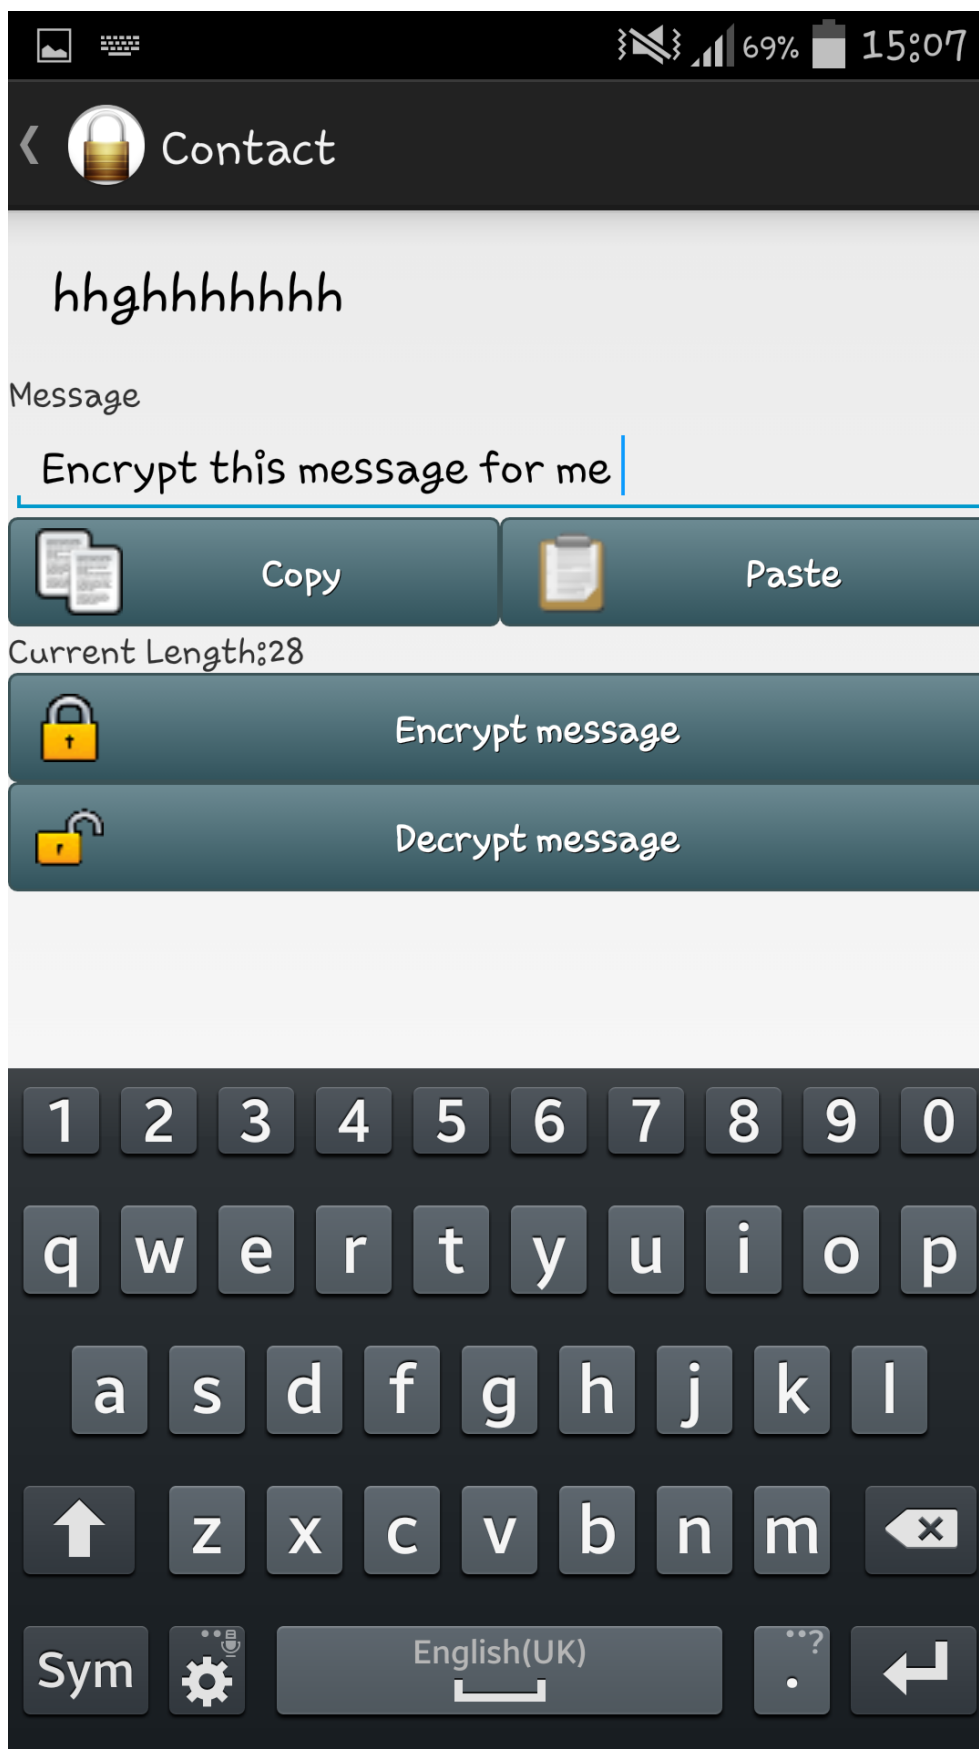 69% 15:07
Contact
hhghhhhhhh
Message
Encrypt this message for me
Copy Paste
Current Length:28
Encrypt message
Decrypt message
1 2 3 4 5 6 7 8 9 0
q w e r t y u i o p
a s d f g h j k l
z x c v b n m
Sym English(UK) . ?